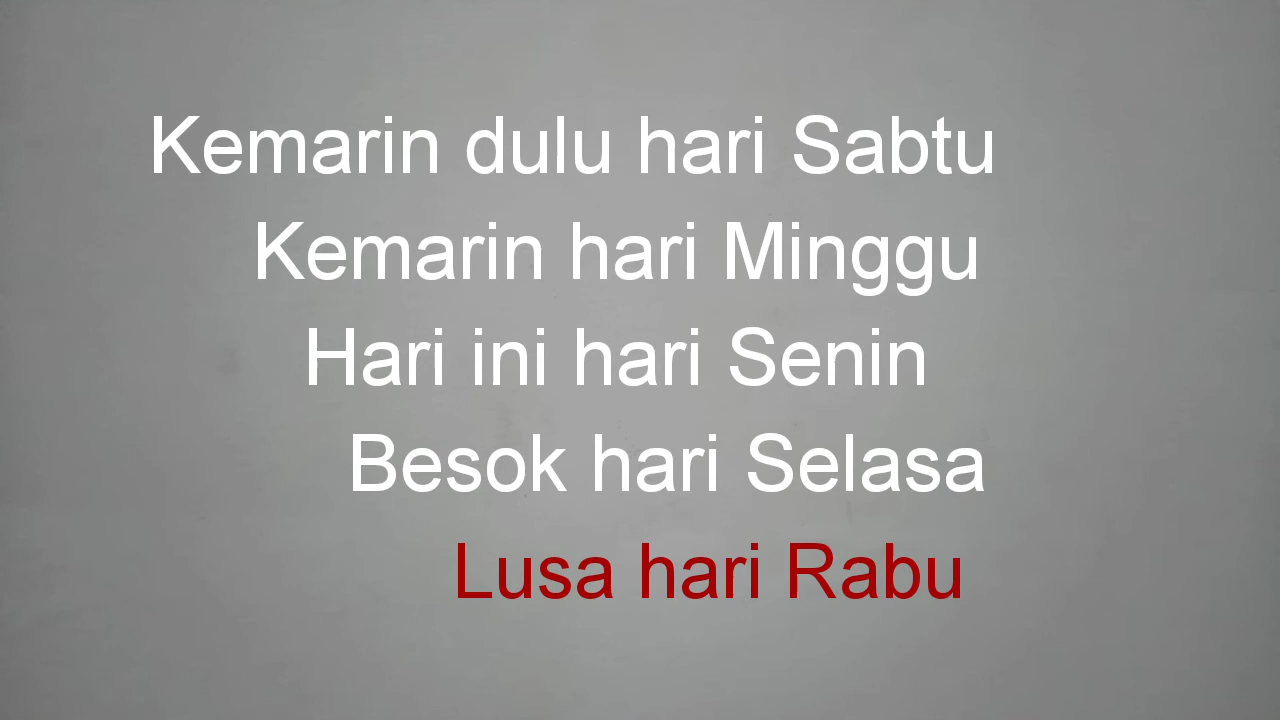 Kemarin dulu hari Sabtu
Kemarin hari Minggu
Hari ini hari Senin
Besok hari Selasa
Lusa hari Rabu